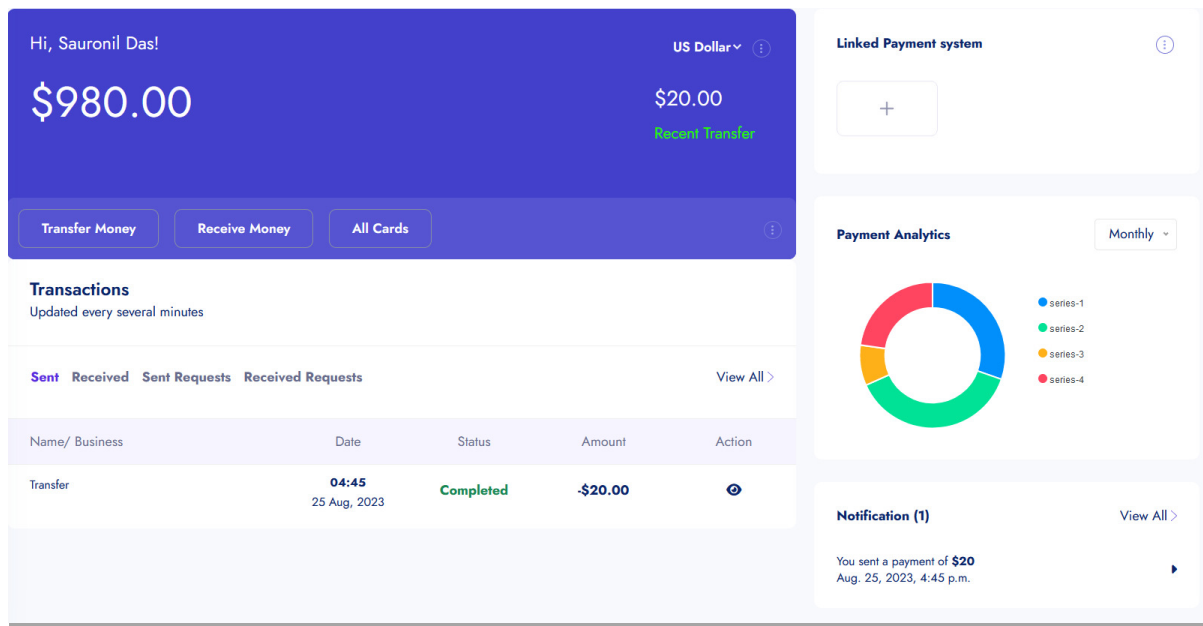 Hi, Sauronil Das!
US Dollar
$980.00
$20.00
Recent Transfer
Transfer Money
Receive Money
All Cards
Transactions
Updated every several minutes
Sent Received Sent Requests Received Requests
View All
Name/ Business Date Status Amount Action
Transfer
04:45
25 Aug, 2023
Completed
-$20.00
Linked Payment system
+
Payment Analytics
Monthly
series-1
series-2
series-3
series-4
Notification (1)
View All
You sent a payment of $20
Aug. 25, 2023, 4:45 p.m.